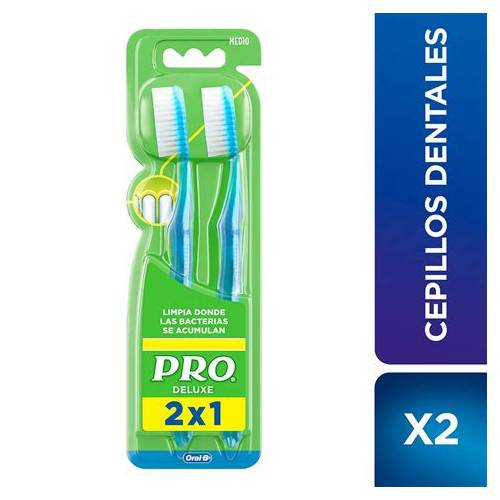 MEDIO
LIMPIA DONDE
LAS BACTERIAS
SE ACUMULAN
PRO
DELUXE
2x1
Oral-B
CEPILLOS DENTALES
X2